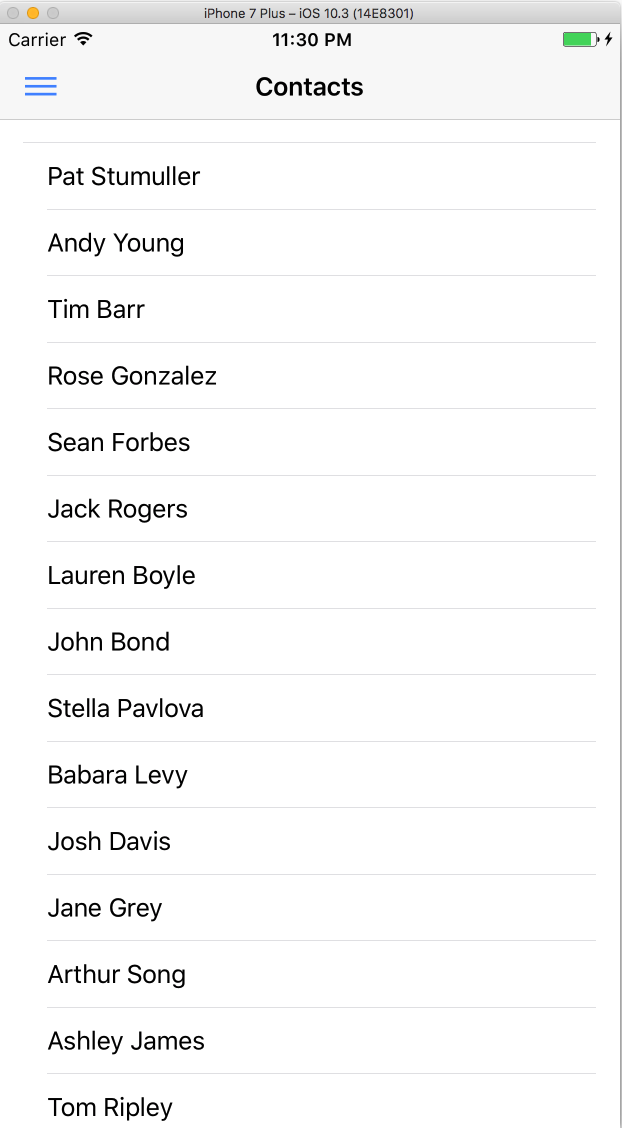 iPhone 7 Plus – iOS 10.3 (14E8301)
Carrier 11:30 PM
Contacts
Pat Stumuller
Andy Young
Tim Barr
Rose Gonzalez
Sean Forbes
Jack Rogers
Lauren Boyle
John Bond
Stella Pavlova
Babara Levy
Josh Davis
Jane Grey
Arthur Song
Ashley James
Tom Ripley